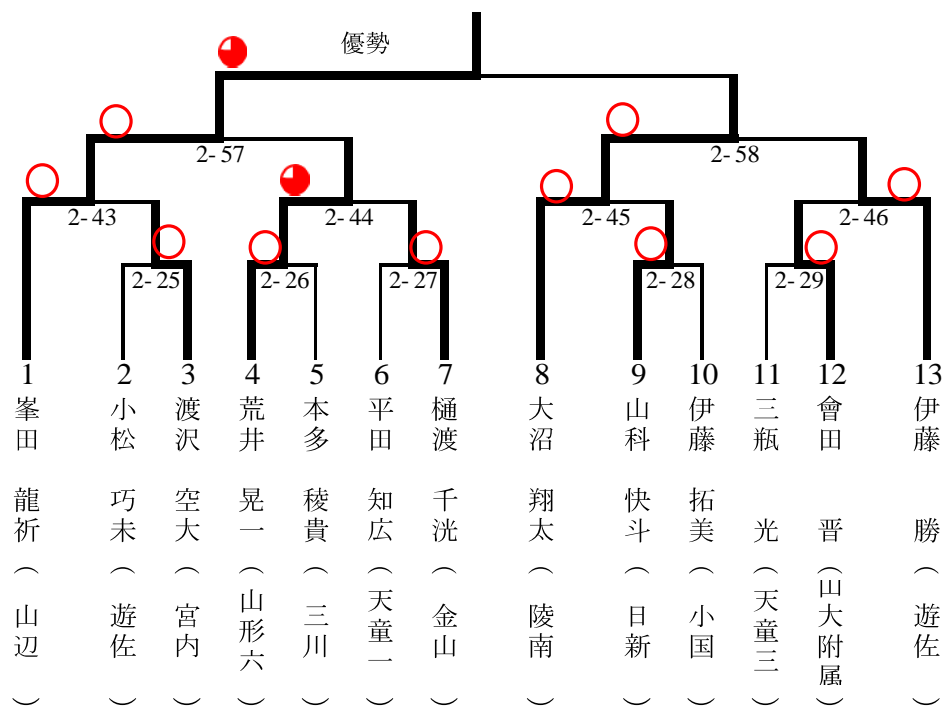 優勢
2-57
2-58
2-43
2-44
2-45
2-46
2-25
2-26
2-27
2-28
2-29
1
2
3
4
5
6
7
8
9
10
11
12
13
峯田 龍祈（山辺）
小松 巧未（遊佐）
渡沢 空大（宮内）
荒井 晃一（山形六）
本多 稜貴（三川）
平田 知広（天童一）
樋渡 千洸（金山）
大沼 翔太（陵南）
山科 快斗（日新）
伊藤 拓美（小国）
三瓶 光（天童三）
會田 晋（山大附属）
伊藤 勝（遊佐）